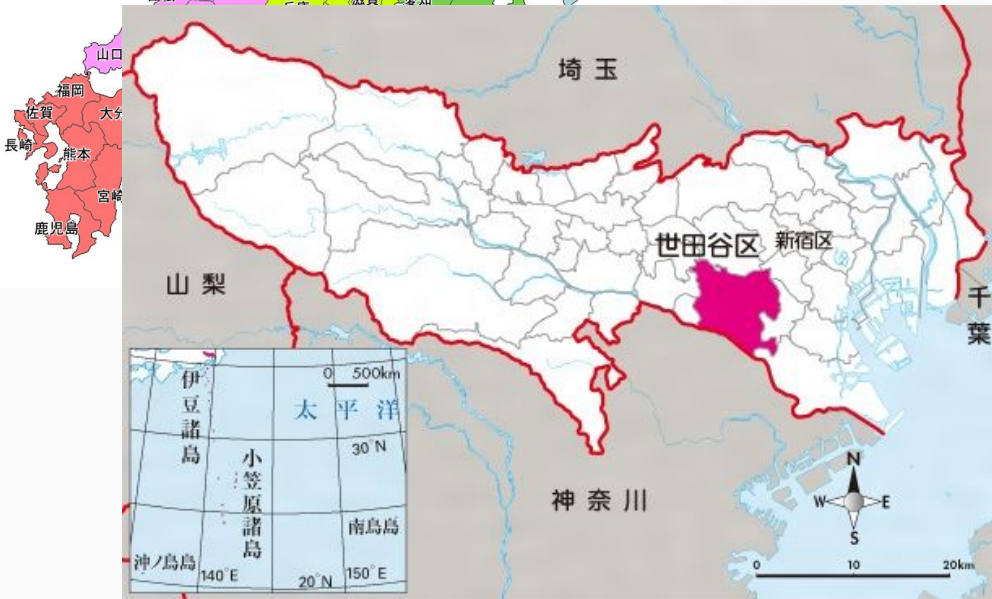 山口
福岡
佐賀
大分
長崎
熊本
宮崎
鹿児島
埼玉
世田谷区
新宿区
山梨
千葉
神奈川
伊豆諸島
0 500km
太平洋
30°N
小笠原諸島
南鳥島
沖ノ鳥島
140°E
20°N
150°E
N
W E
S
0 10 20km